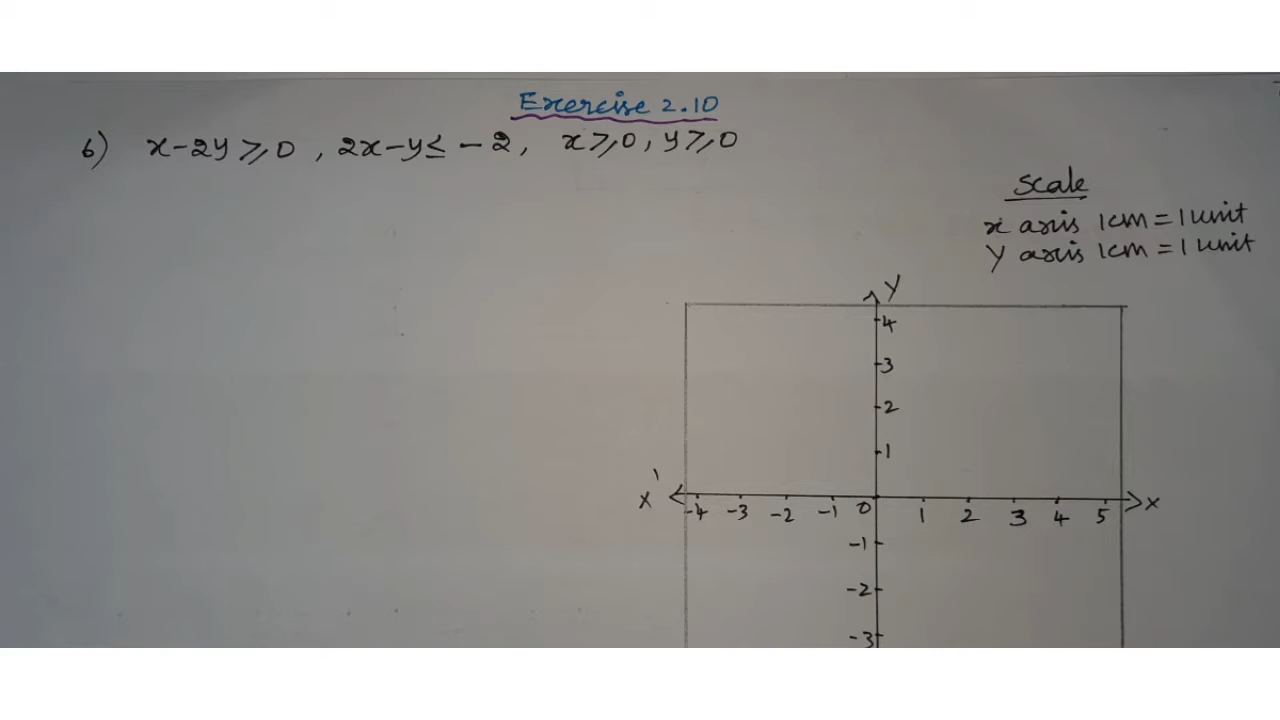 Exercise 2.10
6) x-2y ≥ 0 , 2x-y ≤ -2, x ≥ 0, y ≥ 0
Scale
x axis 1cm = 1 unit
y axis 1cm = 1 unit
Y
4
3
2
1
X' -4 -3 -2 -1 0 1 2 3 4 5 X
-1
-2
-3